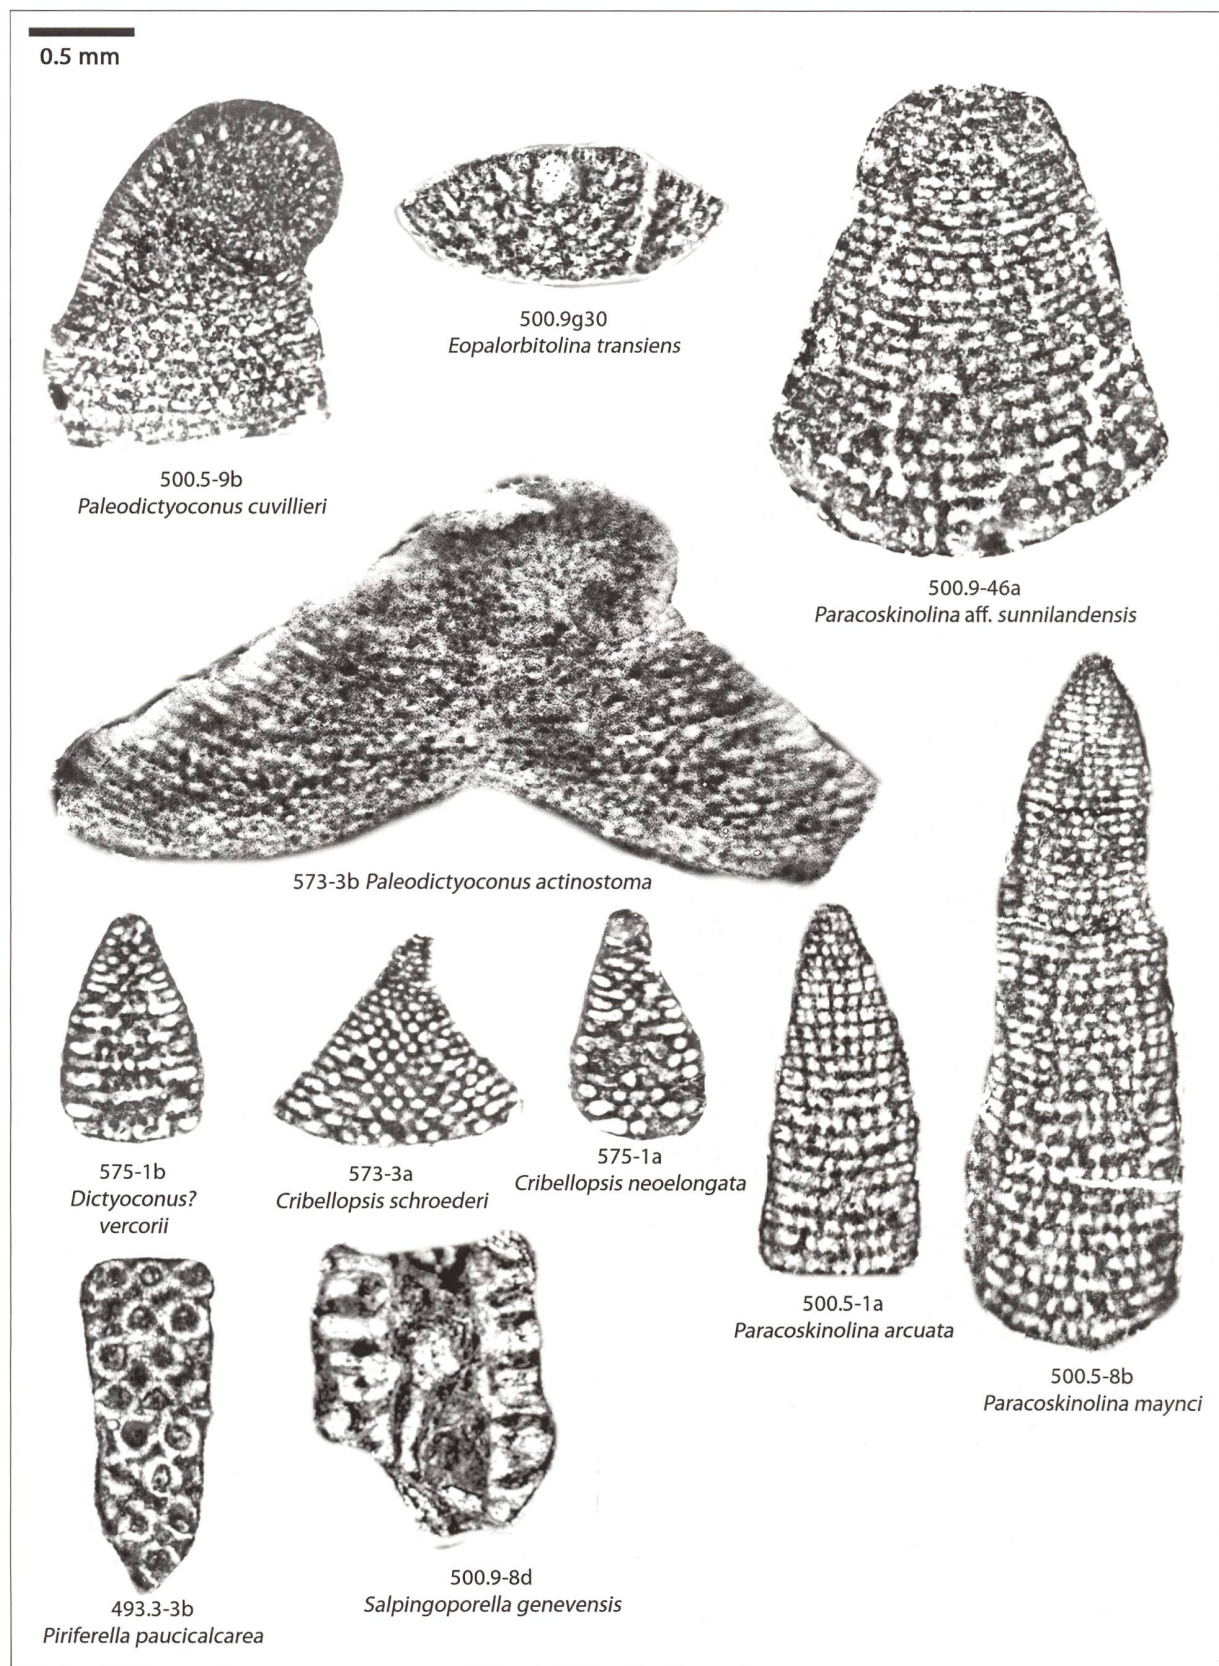 0.5 mm
500.9g30
Eopalorbitolina transiens
500.5-9b
Paleodictyoconus cuvillieri
500.9-46a
Paracoskinolina aff. sunnilandensis
573-3b Paleodictyoconus actinostoma
575-1b
Dictyoconus?
vercorii
573-3a
Cribellopsis schroederi
575-1a
Cribellopsis neoelongata
500.5-1a
Paracoskinolina arcuata
500.5-8b
Paracoskinolina maynci
493.3-3b
Piriferella paucicalcarea
500.9-8d
Salpingoporella genevensis